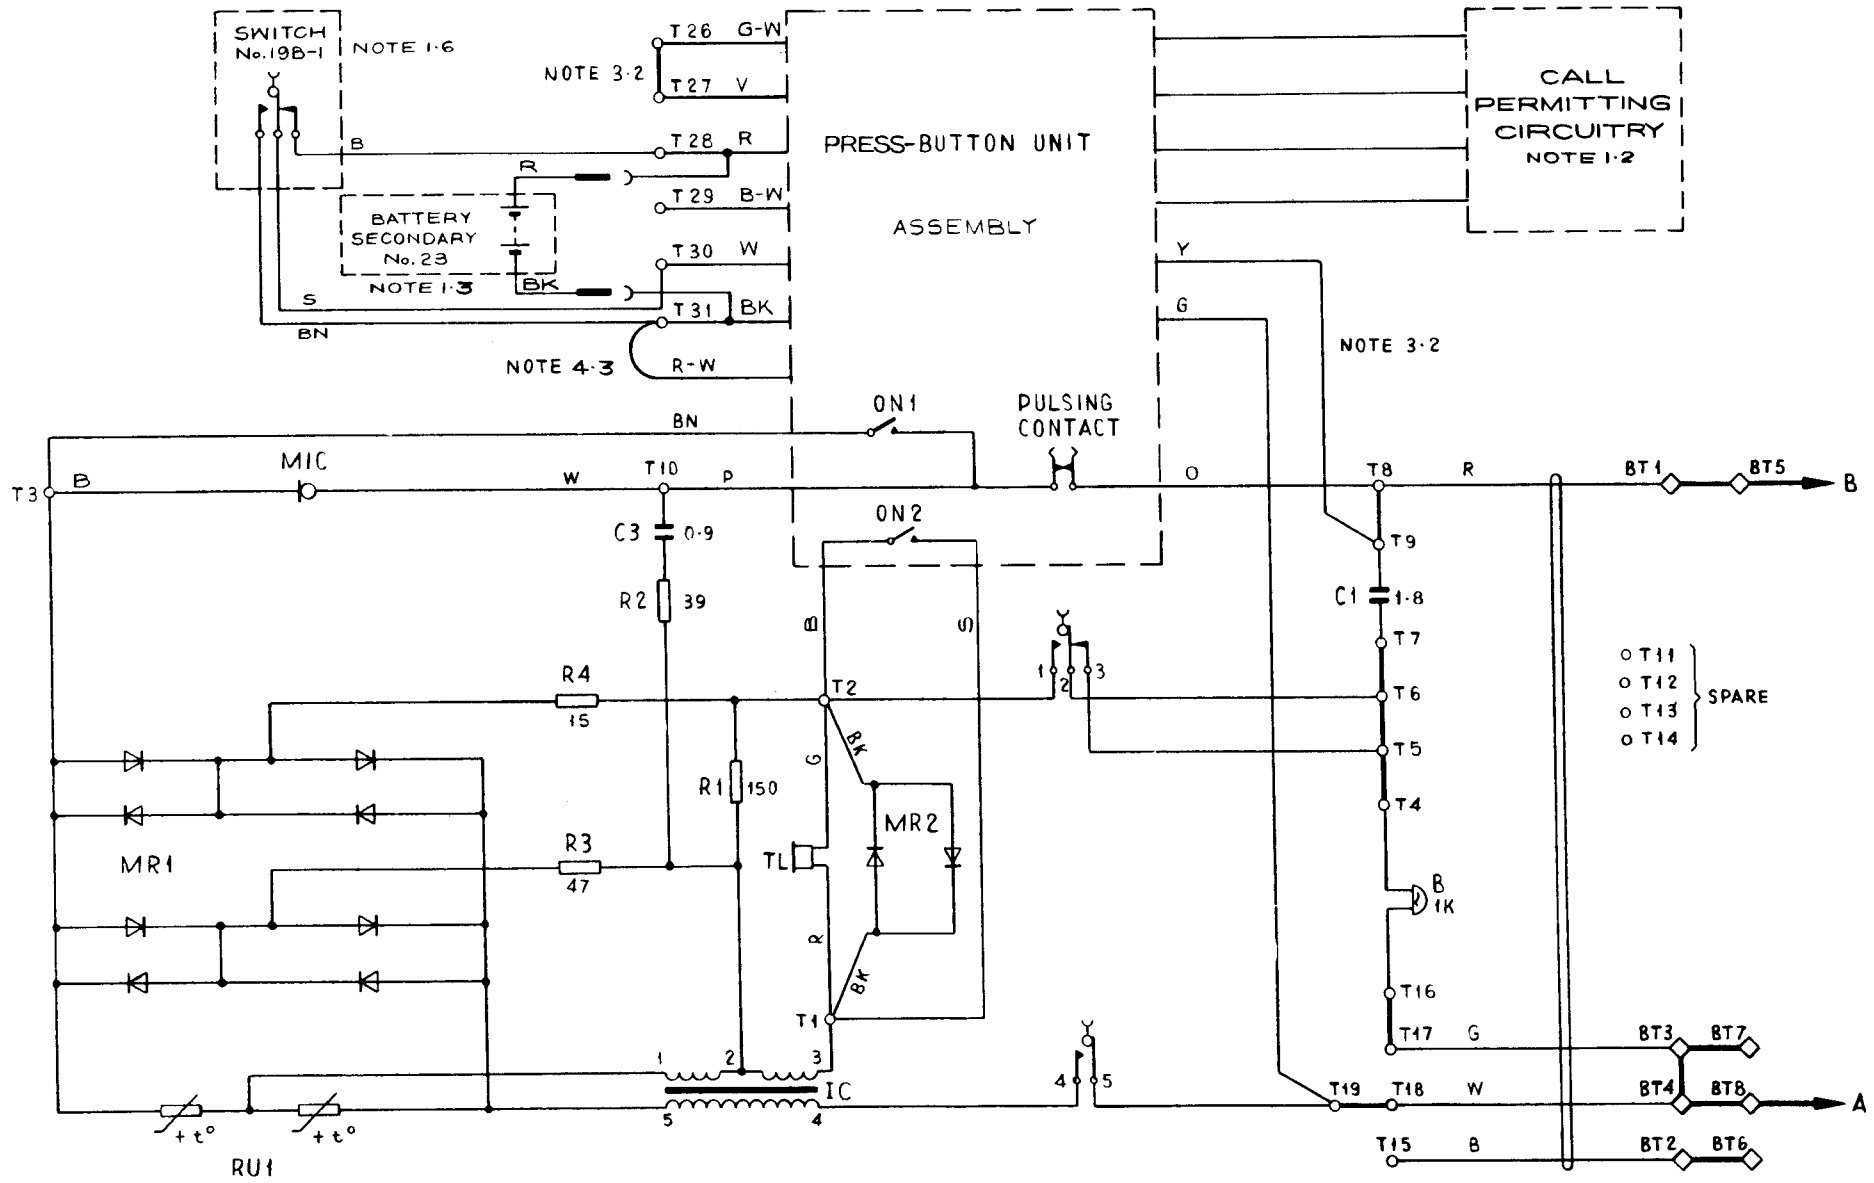 SWITCH
No.19B-1
NOTE 1·6
T26 G-W
NOTE 3·2
T27 V
CALL
PERMITTING
CIRCUITRY
NOTE 1·2
B
T28 R
PRESS-BUTTON UNIT
R
T29 B-W
BATTERY
SECONDARY
No.23
ASSEMBLY
T30 W
Y
NOTE 1·3
BK
S
T31 BK
G
BN
NOTE 3·2
NOTE 4·3
R-W
ON1
PULSING
CONTACT
BN
MIC
T10
T3
B
W
P
O
T8
R
BT1
BT5
B
ON2
C3 0·9
T9
R2 39
C1 1·8
B
S
T7
T11
T12
T13
T14
SPARE
1 2 3
R4
15
T2
T6
BK
T5
G
R1 150
T4
MR2
MR1
R3
47
TL
B
1K
R
BK
T16
T1
T17
G
BT3
BT7
1 2 3
IC
4 5
T19
T18
W
BT4
BT8
A
5 4
+t°
+t°
T15
B
BT2
BT6
RU1